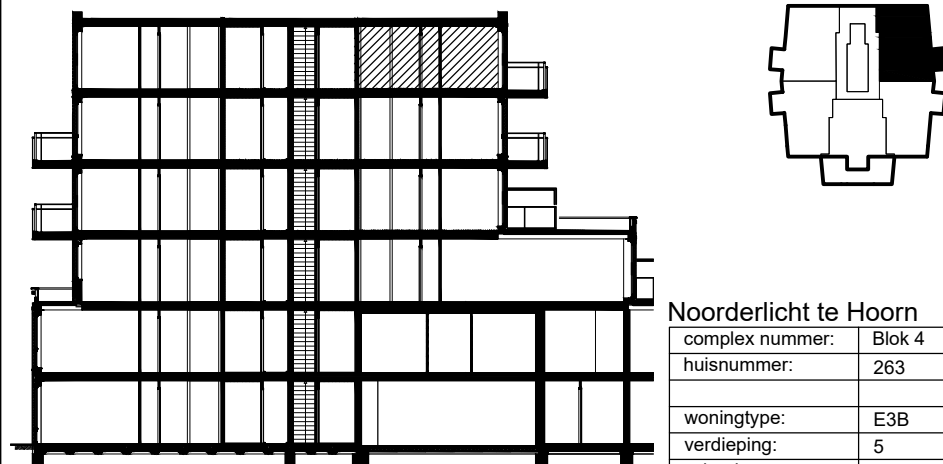 Noorderlicht te Hoorn
complex nummer: Blok 4
huisnummer: 263
woningtype: E3B
verdieping: 5